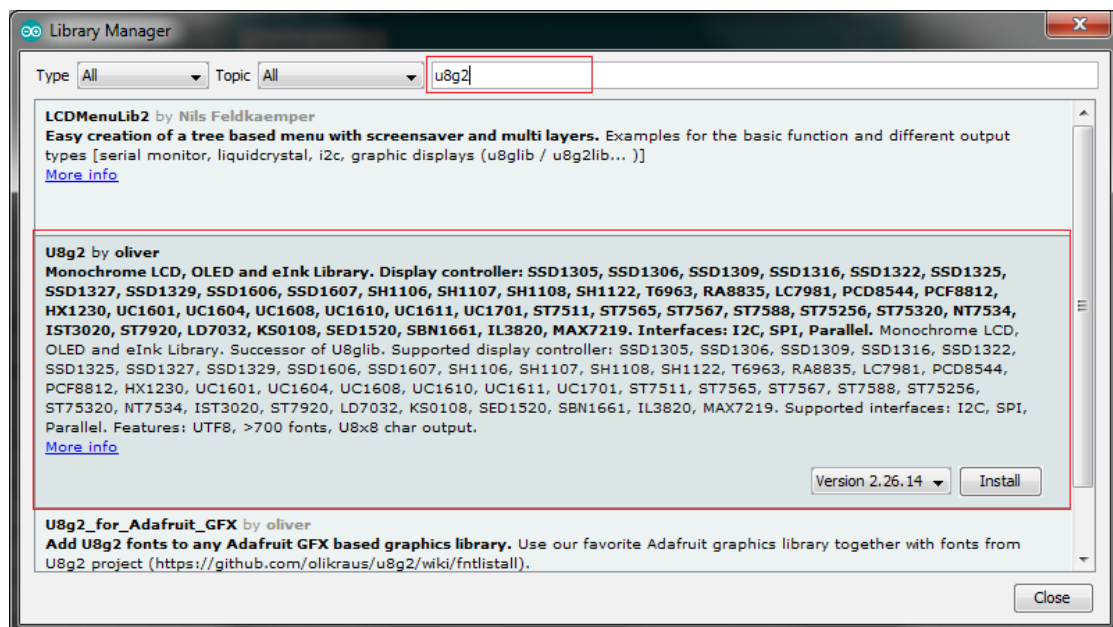 Library Manager
Type All Topic All u8g2
LCDMenuLib2 by Nils Feldkaemper
Easy creation of a tree based menu with screensaver and multi layers. Examples for the basic function and different output
types [serial monitor, liquidcrystal, i2c, graphic displays (u8glib / u8g2lib... )]
More info
U8g2 by oliver
Monochrome LCD, OLED and eInk Library. Display controller: SSD1305, SSD1306, SSD1309, SSD1316, SSD1322, SSD1325,
SSD1327, SSD1329, SSD1606, SSD1607, SH1106, SH1107, SH1108, SH1122, T6963, RA8835, LC7981, PCD8544, PCF8812,
HX1230, UC1601, UC1604, UC1608, UC1610, UC1611, UC1701, ST7511, ST7565, ST7567, ST7588, ST75256, ST75320, NT7534,
IST3020, ST7920, LD7032, KS0108, SED1520, SBN1661, IL3820, MAX7219. Interfaces: I2C, SPI, Parallel. Monochrome LCD,
OLED and eInk Library. Successor of U8glib. Supported display controller: SSD1305, SSD1306, SSD1309, SSD1316, SSD1322,
SSD1325, SSD1327, SSD1329, SSD1606, SSD1607, SH1106, SH1107, SH1108, SH1122, T6963, RA8835, LC7981, PCD8544,
PCF8812, HX1230, UC1601, UC1604, UC1608, UC1610, UC1611, UC1701, ST7511, ST7565, ST7567, ST7588, ST75256,
ST75320, NT7534, IST3020, ST7920, LD7032, KS0108, SED1520, SBN1661, IL3820, MAX7219. Supported interfaces: I2C, SPI,
Parallel. Features: UTF8, >700 fonts, U8x8 char output.
More info
Version 2.26.14 Install
U8g2_for_Adafruit_GFX by oliver
Add U8g2 fonts to any Adafruit GFX based graphics library. Use our favorite Adafruit graphics library together with fonts from
U8g2 project (https://github.com/olikraus/u8g2/wiki/fntlistall).
Close